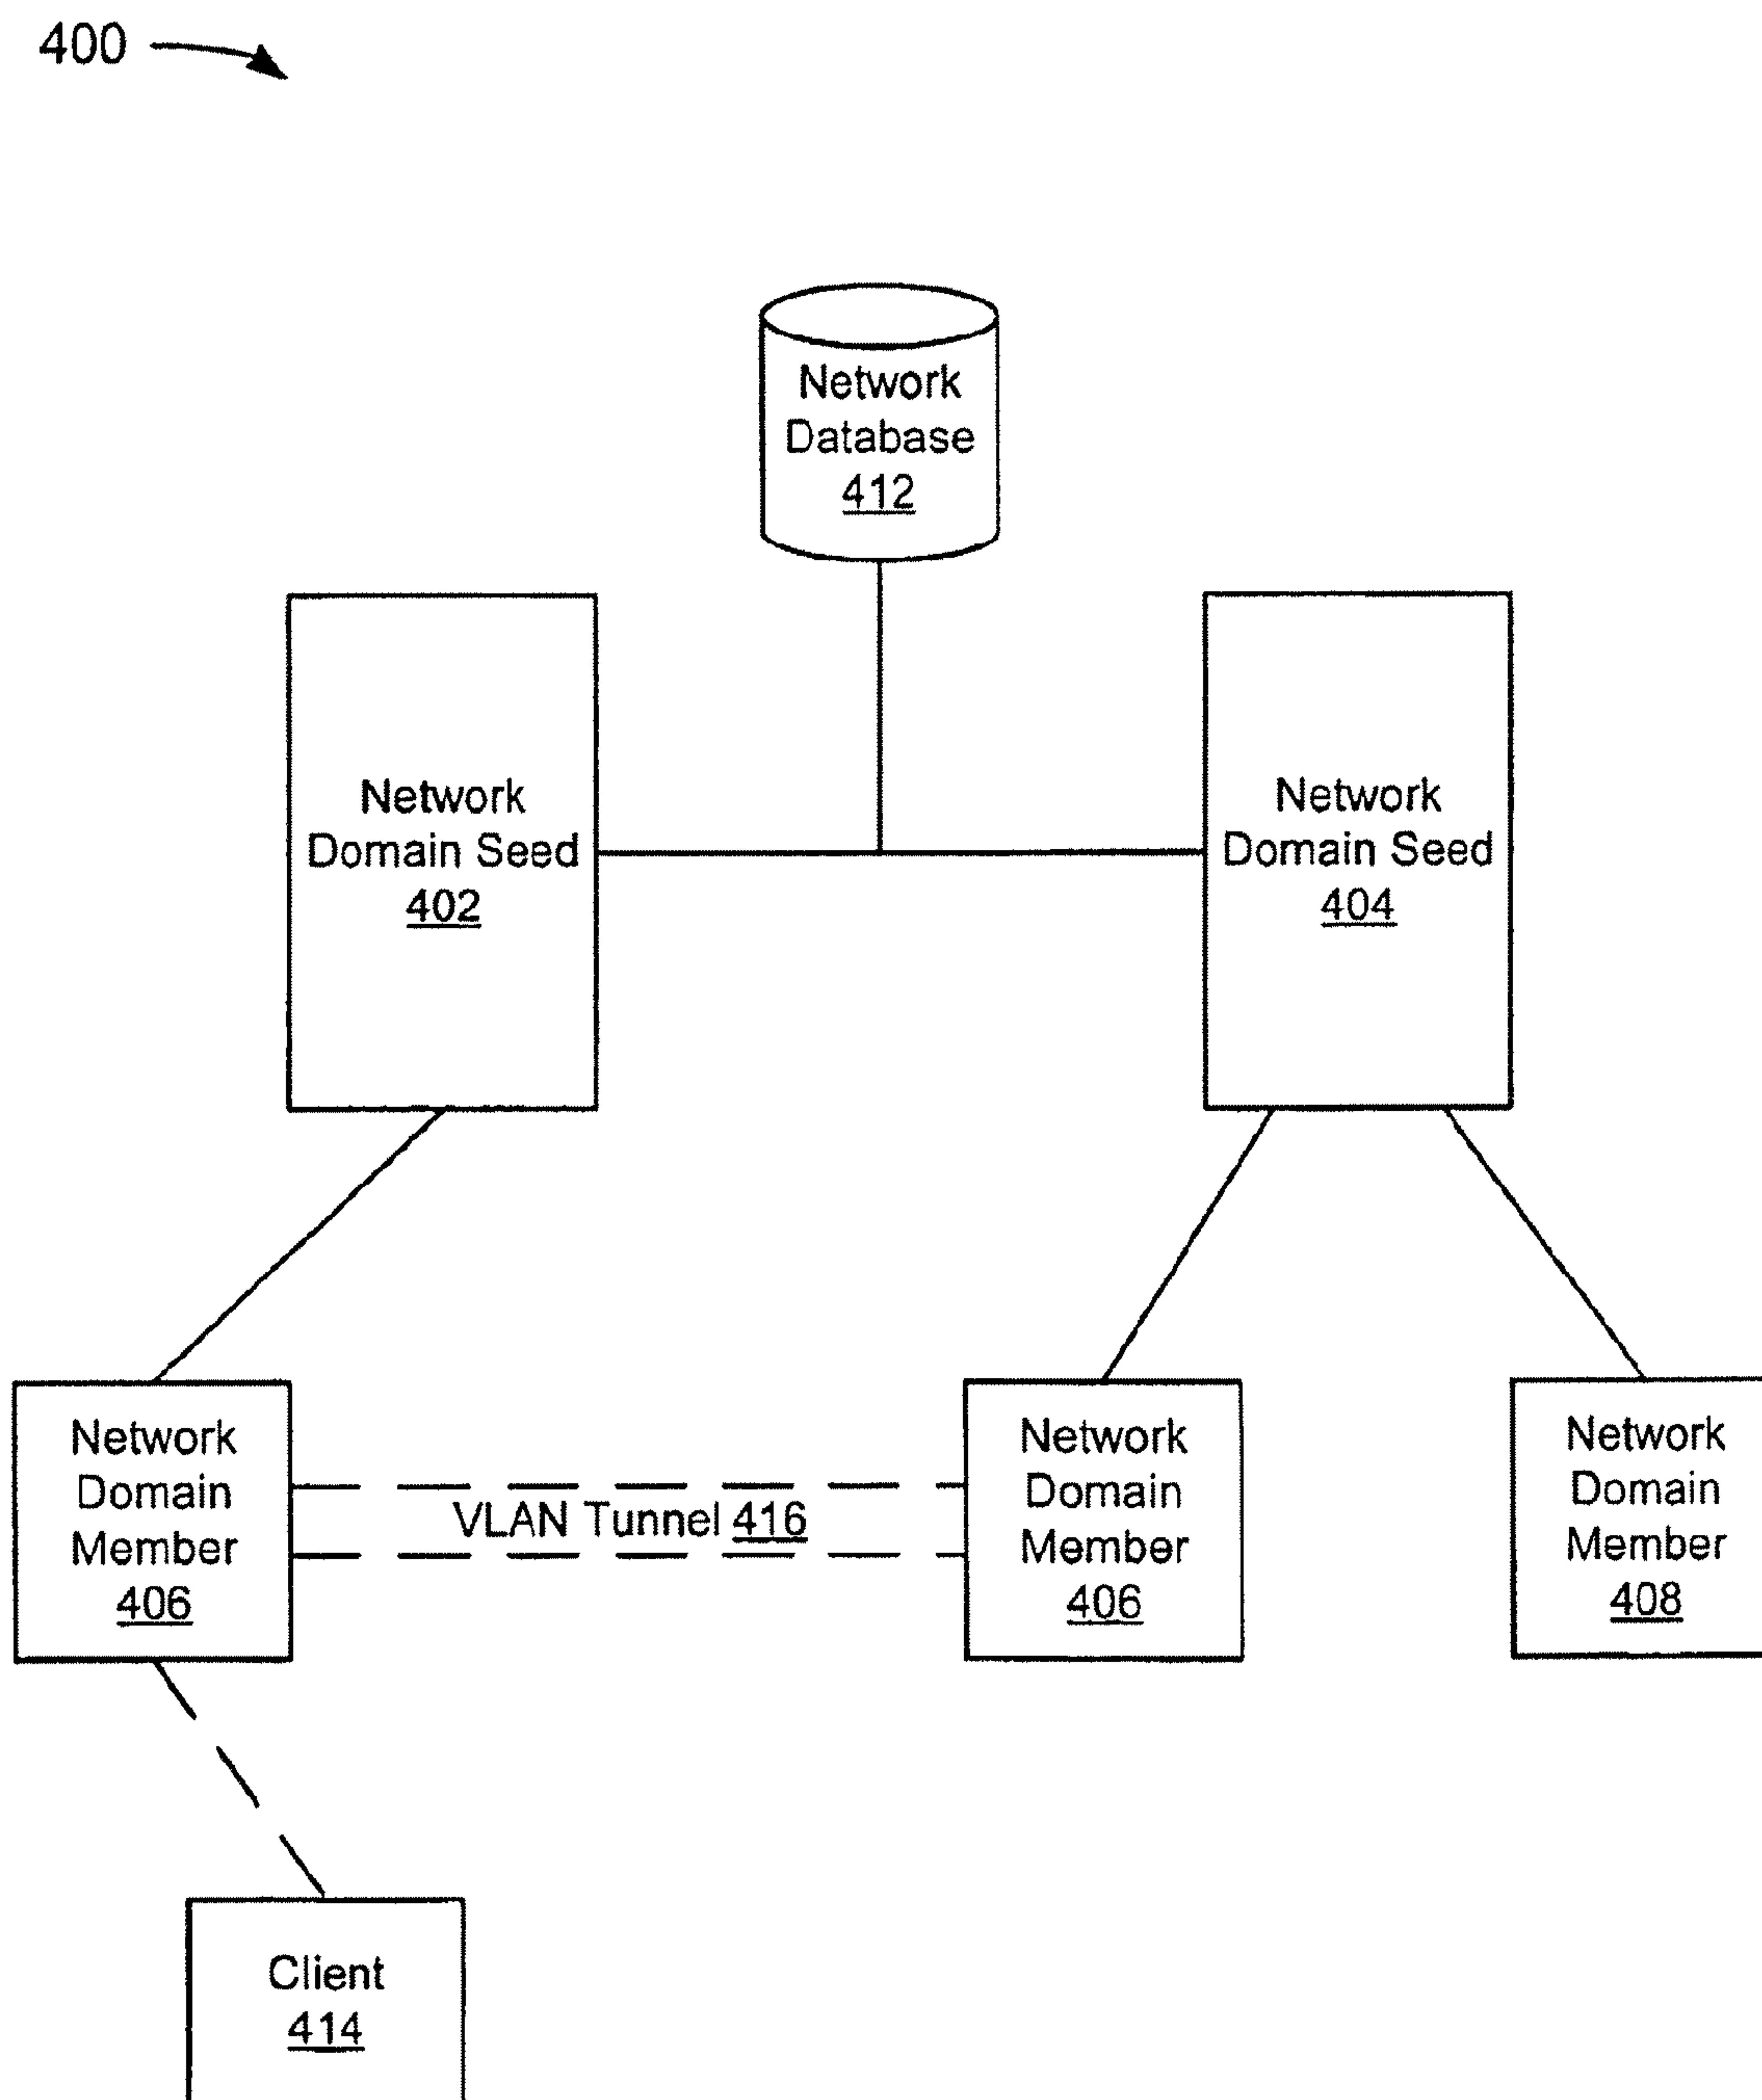 400
Network
Database
412
Network
Domain Seed
402
Network
Domain Seed
404
Network
Domain
Member
406
VLAN Tunnel 416
Network
Domain
Member
406
Network
Domain
Member
408
Client
414